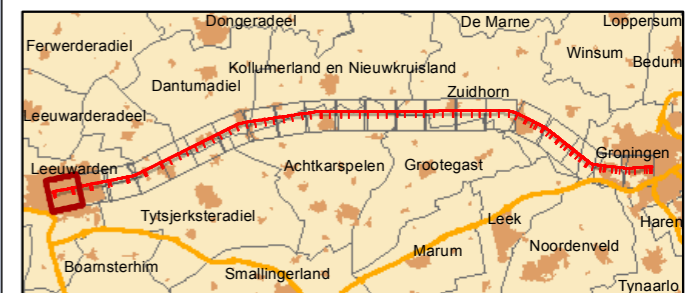 Dongeradeel
De Marne
Loppersum
Ferwerderadiel
Winsum
Bedum
Kollumerland en Nieuwkruisland
Dantumadiel
Zuidhorn
Leeuwarderadeel
Groningen
Leeuwarden
Achtkarspelen
Grootegast
Tytsjerksteradiel
Leek
Haren
Marum
Noordenveld
Boarnsterhim
Smallingerland
Tynaarlo